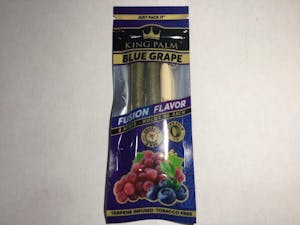 JUST PACK IT
KING PALM
BLUE GRAPE
FUSION FLAVOR
TERPENE INFUSED · TOBACCO FREE